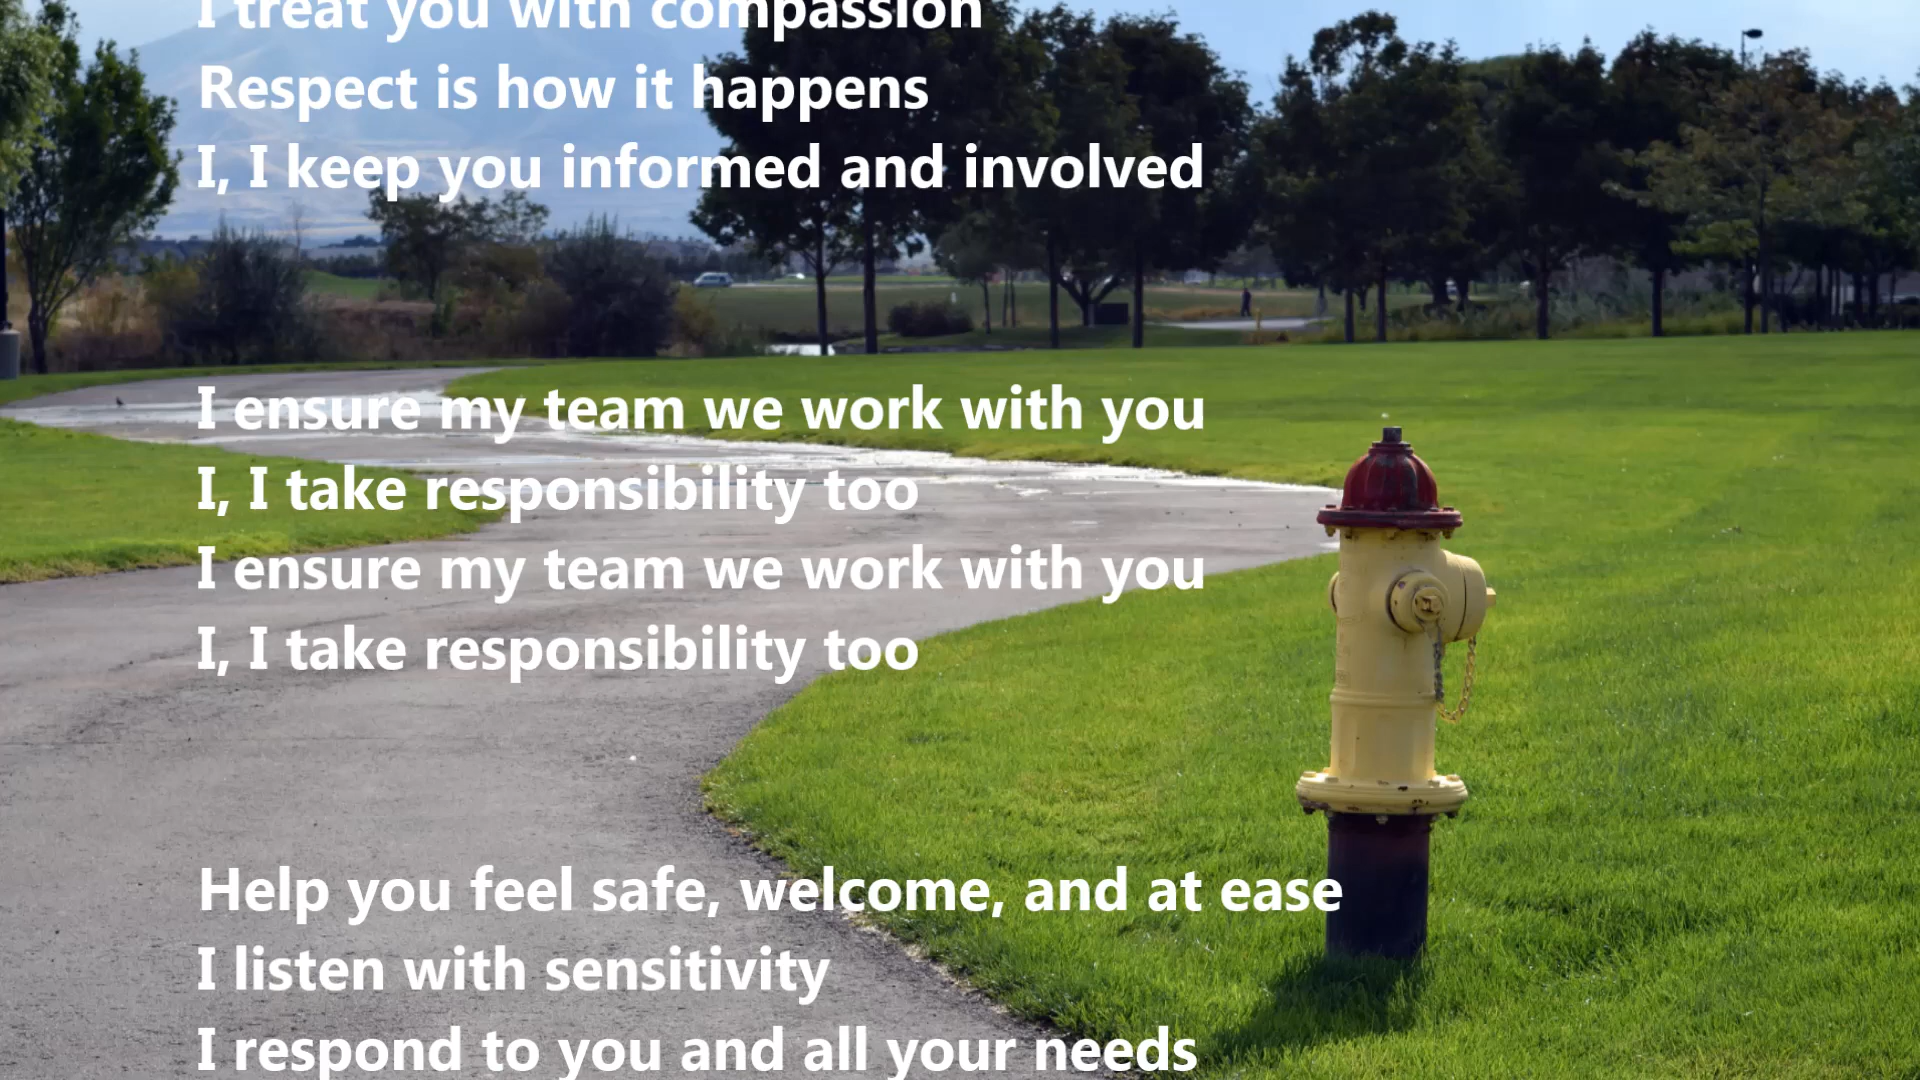 I treat you with compassion
Respect is how it happens
I, I keep you informed and involved
I ensure my team we work with you
I, I take responsibility too
I ensure my team we work with you
I, I take responsibility too
Help you feel safe, welcome, and at ease
I listen with sensitivity
I respond to you and all your needs